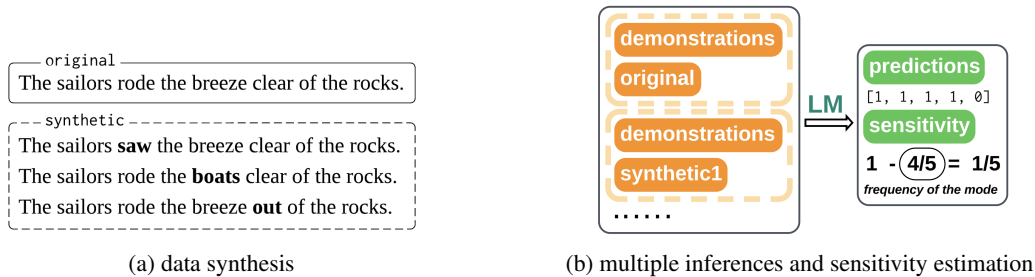 original
The sailors rode the breeze clear of the rocks.
synthetic
The sailors saw the breeze clear of the rocks.
The sailors rode the boats clear of the rocks.
The sailors rode the breeze out of the rocks.
(a) data synthesis
demonstrations
original
demonstrations
synthetic1
......
LM
predictions
[1, 1, 1, 1, 0]
sensitivity
1 - 4/5 = 1/5
frequency of the mode
(b) multiple inferences and sensitivity estimation